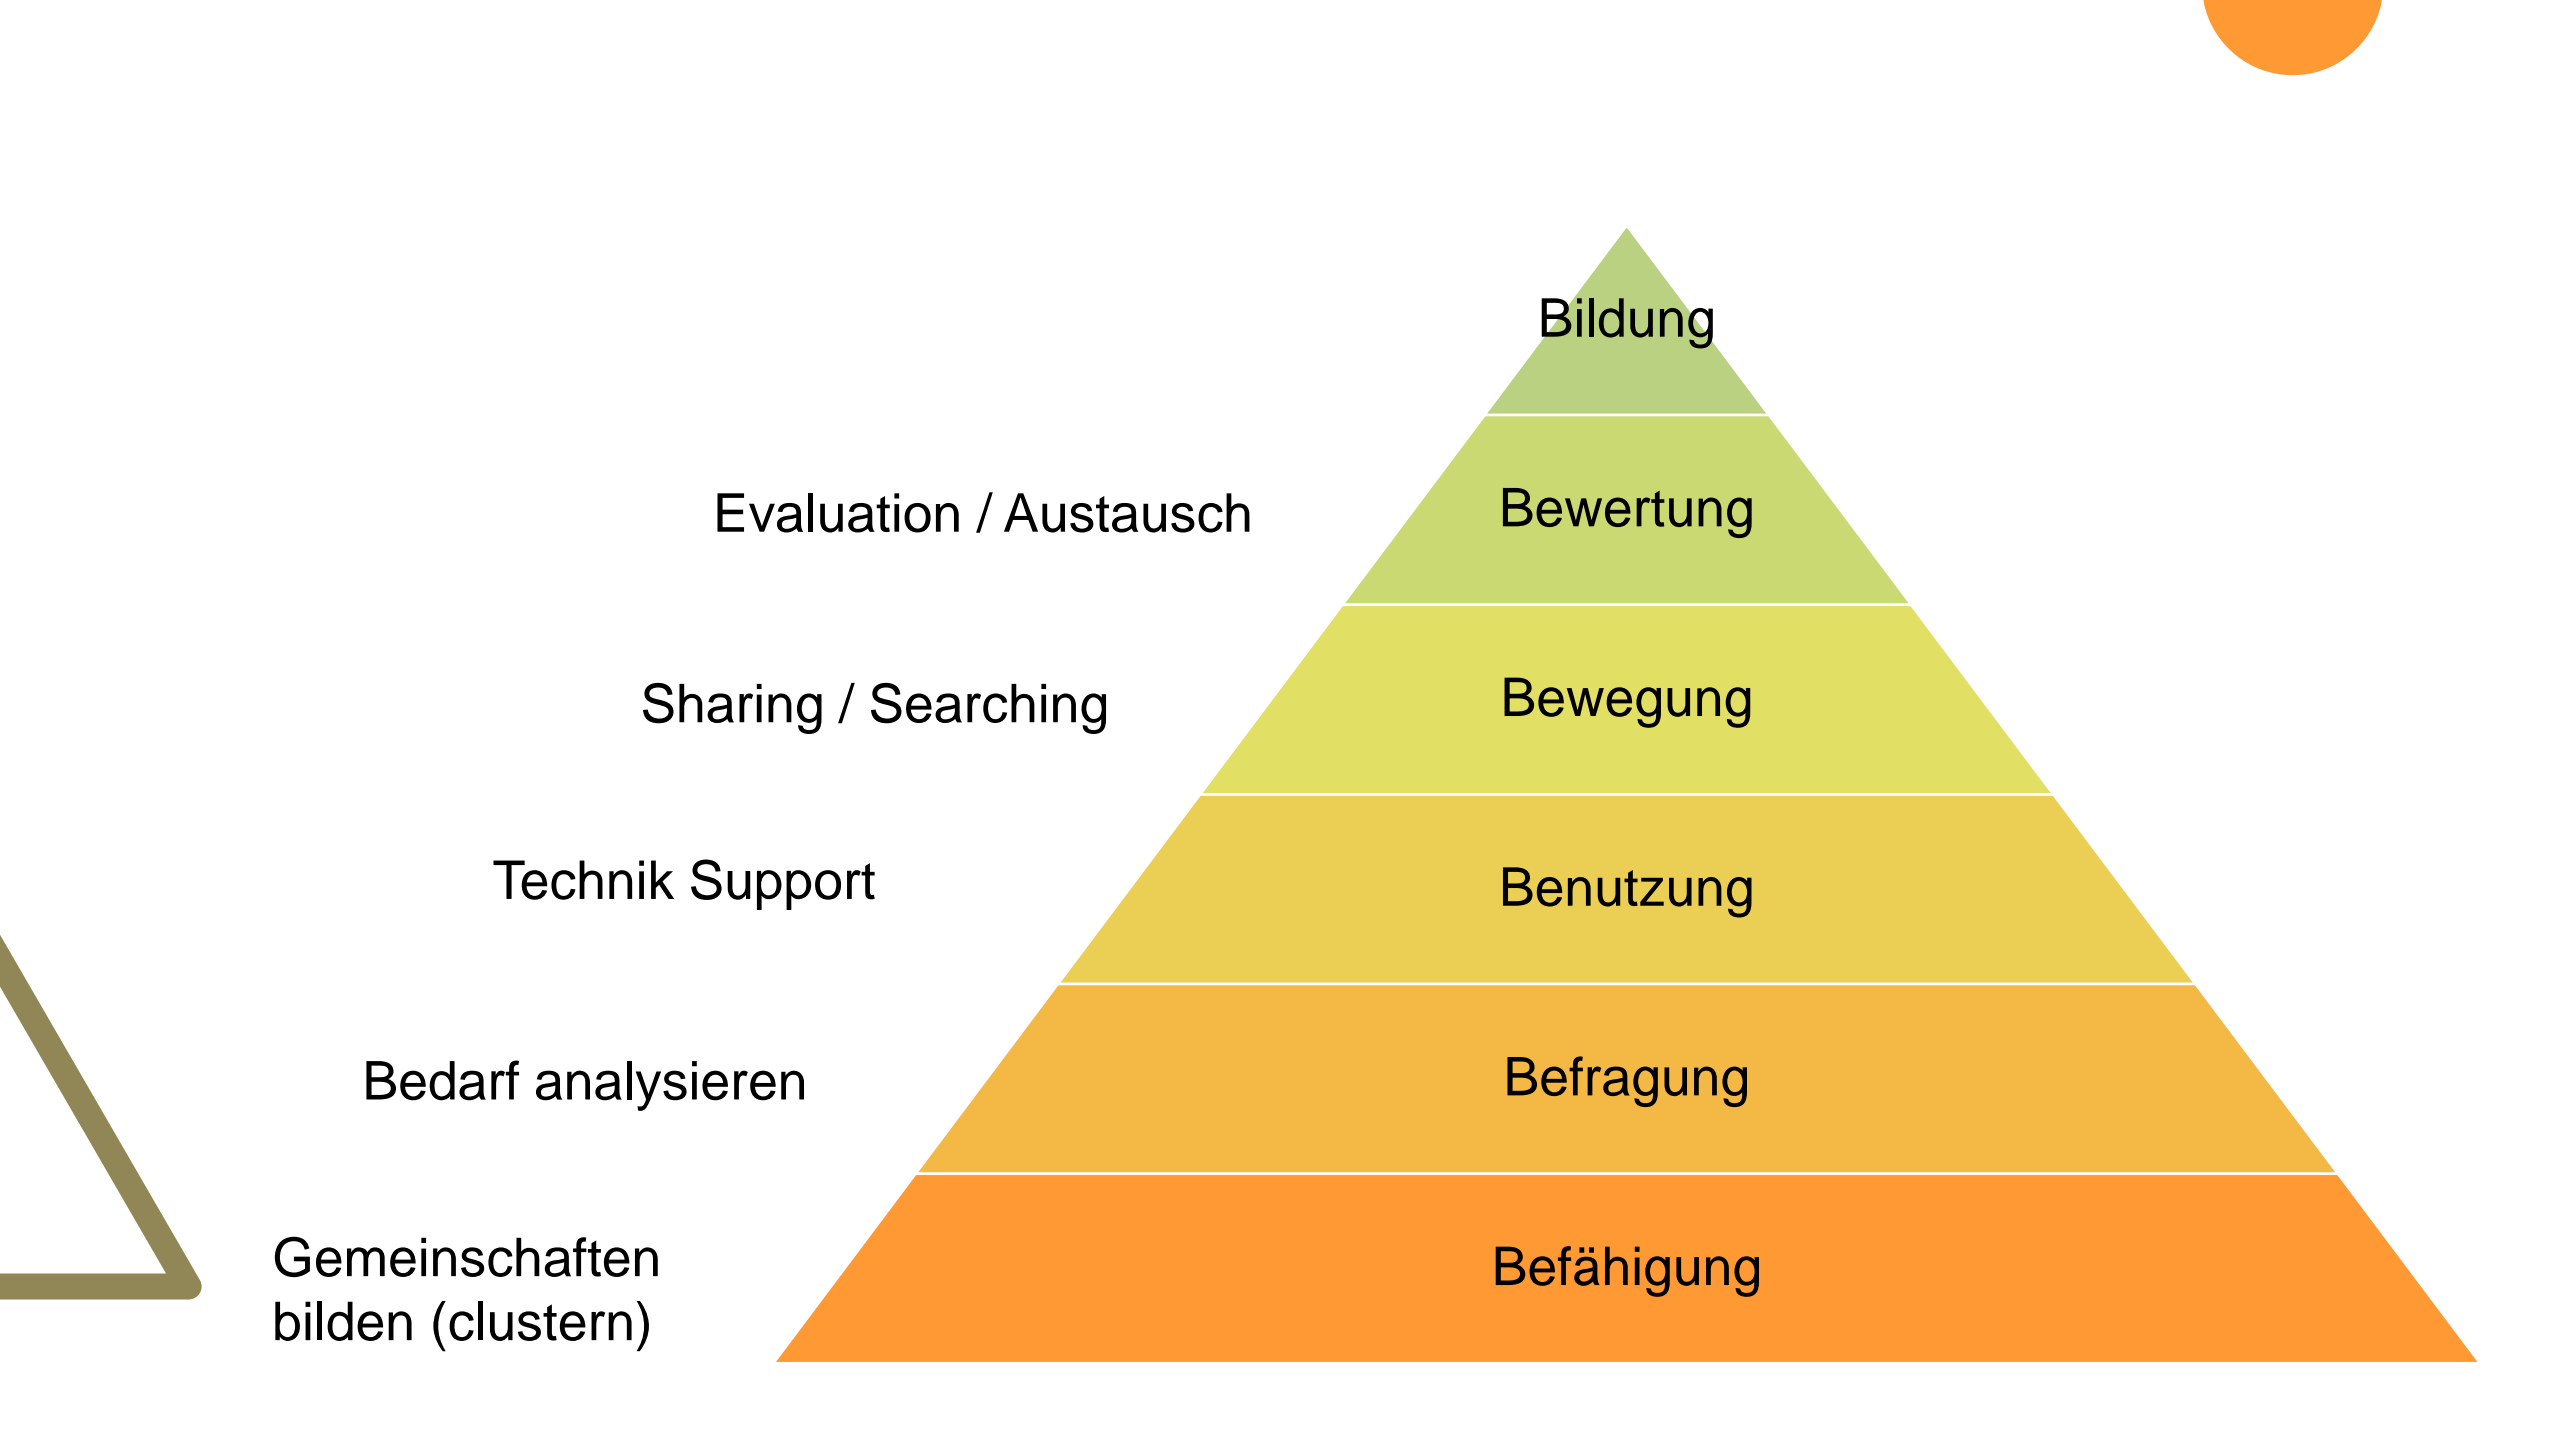 Bildung
Evaluation / Austausch
Bewertung
Sharing / Searching
Bewegung
Technik Support
Benutzung
Bedarf analysieren
Befragung
Gemeinschaften
bilden (clustern)
Befähigung